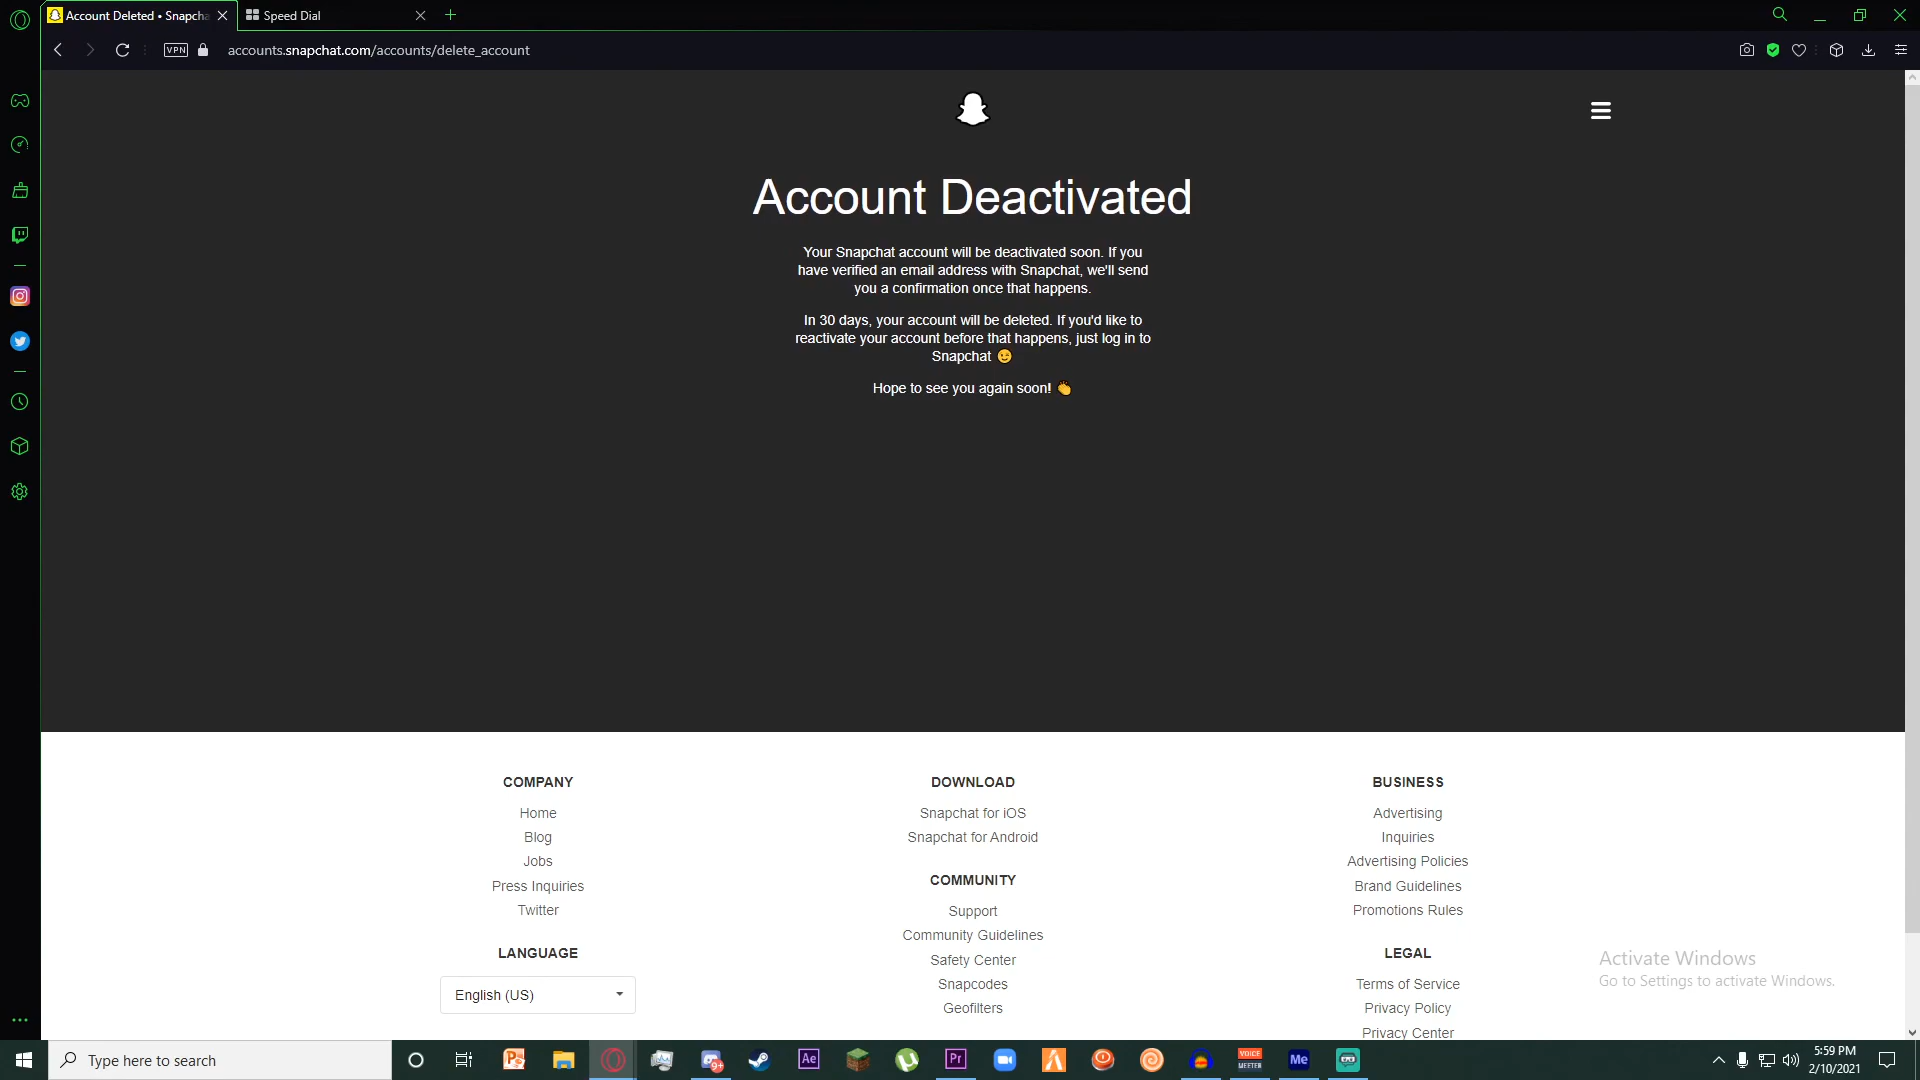 Account Deleted • Snapcha
Speed Dial
VPN
accounts.snapchat.com/accounts/delete_account
Account Deactivated
Your Snapchat account will be deactivated soon. If you
have verified an email address with Snapchat, we'll send
you a confirmation once that happens.
In 30 days, your account will be deleted. If you'd like to
reactivate your account before that happens, just log in to
Snapchat 😉
Hope to see you again soon! 👏
COMPANY
Home
Blog
Jobs
Press Inquiries
Twitter
LANGUAGE
English (US)
DOWNLOAD
Snapchat for iOS
Snapchat for Android
COMMUNITY
Support
Community Guidelines
Safety Center
Snapcodes
Geofilters
BUSINESS
Advertising
Inquiries
Advertising Policies
Brand Guidelines
Promotions Rules
LEGAL
Terms of Service
Privacy Policy
Privacy Center
Activate Windows
Go to Settings to activate Windows.
Type here to search
9+
Ae
Pr
VOICE
MEETER
Me
5:59 PM
2/10/2021